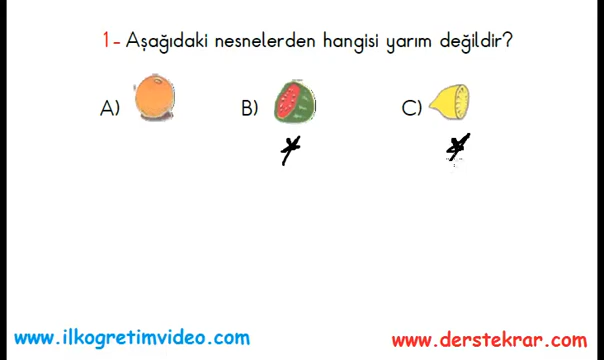 1- Aşağıdaki nesnelerden hangisi yarım değildir?
A) B) C)
www.ilkogretimvideo.com www.derstekrar.com